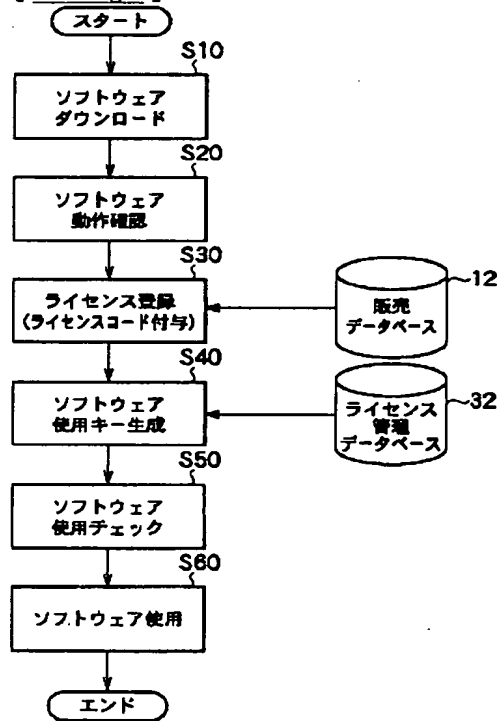 スタート
S10
ソフトウェア
ダウンロード
S20
ソフトウェア
動作確認
S30
ライセンス登録
(ライセンスコード付与)
販売
データベース
12
S40
ソフトウェア
使用キー生成
ライセンス
管理
データベース
32
S50
ソフトウェア
使用チェック
S60
ソフトウェア使用
エンド